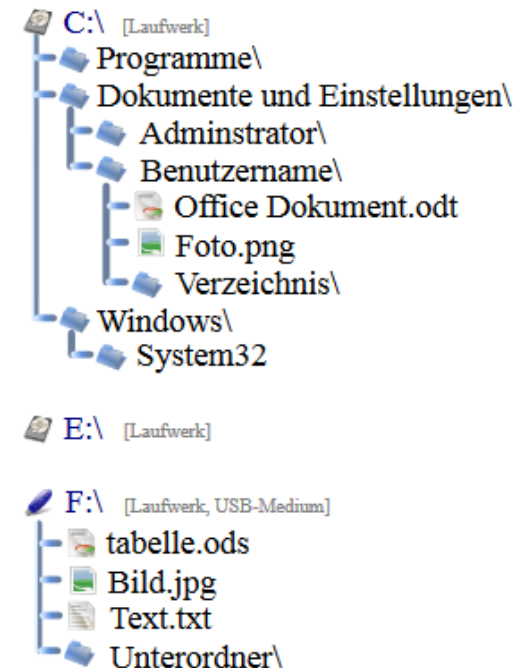 C:\ [Laufwerk]
Programme\
Dokumente und Einstellungen\
Adminstrator\
Benutzername\
Office Dokument.odt
Foto.png
Verzeichnis\
Windows\
System32
E:\ [Laufwerk]
F:\ [Laufwerk, USB-Medium]
tabelle.ods
Bild.jpg
Text.txt
Unterordner\